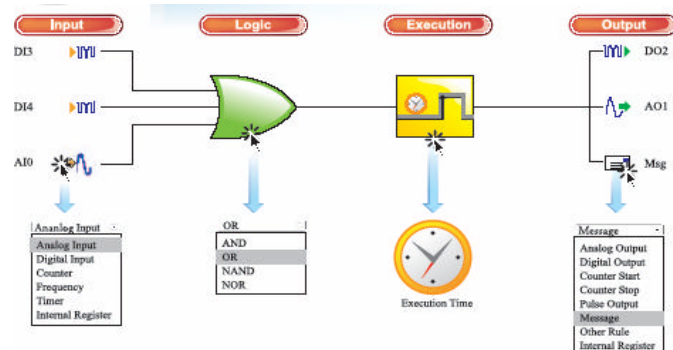 Input
Logic
Execution
Output
DI3
DI4
AI0
DO2
AO1
Msg
Ananlog Input
Analog Input
Digital Input
Counter
Frequency
Timer
Internal Register
OR
AND
OR
NAND
NOR
Execution Time
Message
Analog Output
Digital Output
Counter Start
Counter Stop
Pulse Output
Message
Other Rule
Internal Register